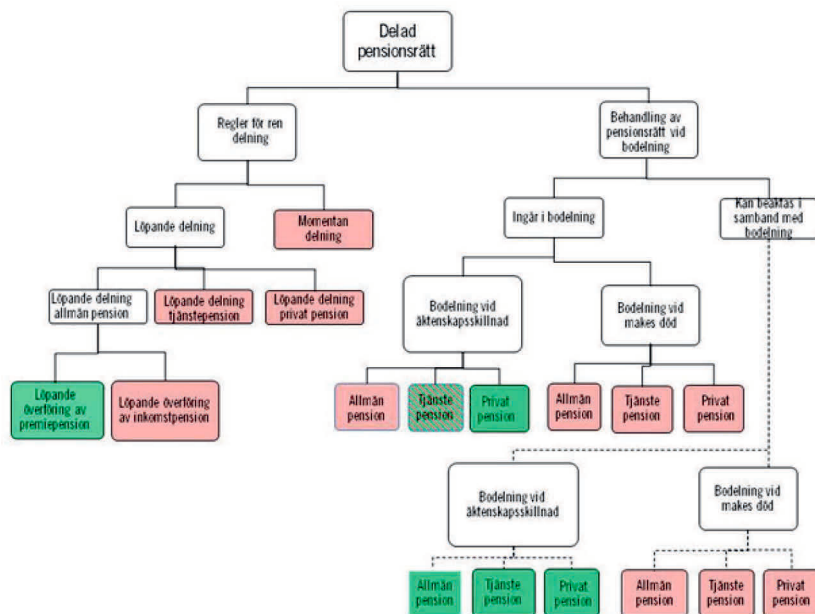 Delad
pensionsrätt
Regler för ren
delning
Behandling av
pensionsrätt vid
bodelning
Löpande delning
Momentan
delning
Ingår i bodelning
Kan beaktas i
samband med
bodelning
Löpande delning
allmän pension
Löpande delning
tjänstepension
Löpande delning
privat pension
Bodelning vid
äktenskapsskillnad
Bodelning vid
makes död
Löpande
överföring av
premiepension
Löpande överföring
av inkomstpension
Allmän
pension
Tjänste
pension
Privat
pension
Allmän
pension
Tjänste
pension
Privat
pension
Bodelning vid
äktenskapsskillnad
Bodelning vid
makes död
Allmän
pension
Tjänste
pension
Privat
pension
Allmän
pension
Tjänste
pension
Privat
pension